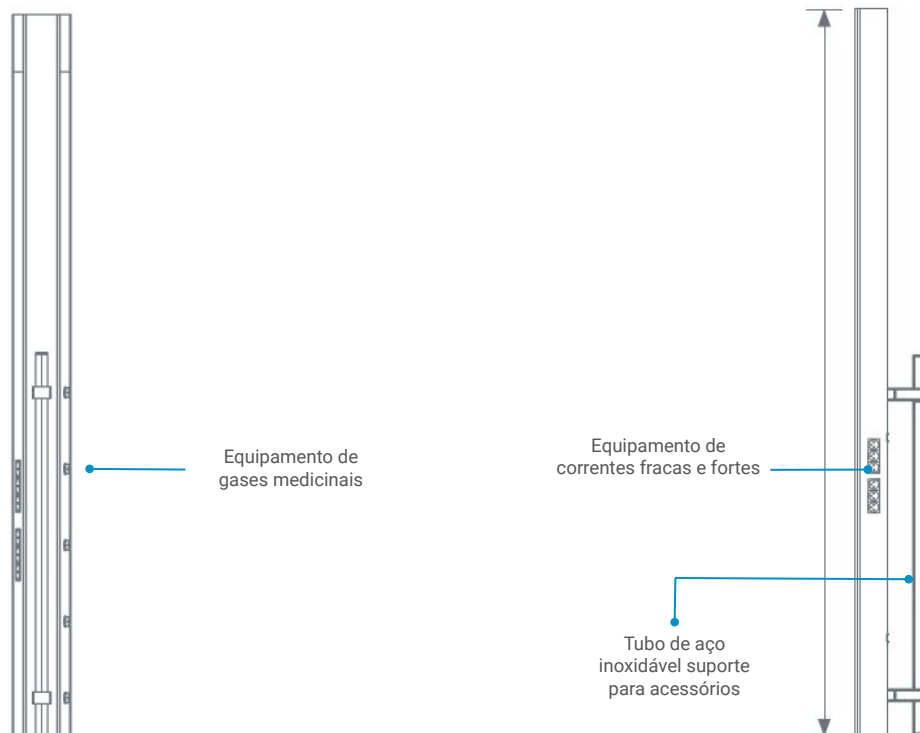 Equipamento de
gases medicinais
Equipamento de
correntes fracas e fortes
Tubo de aço
inoxidável suporte
para acessórios